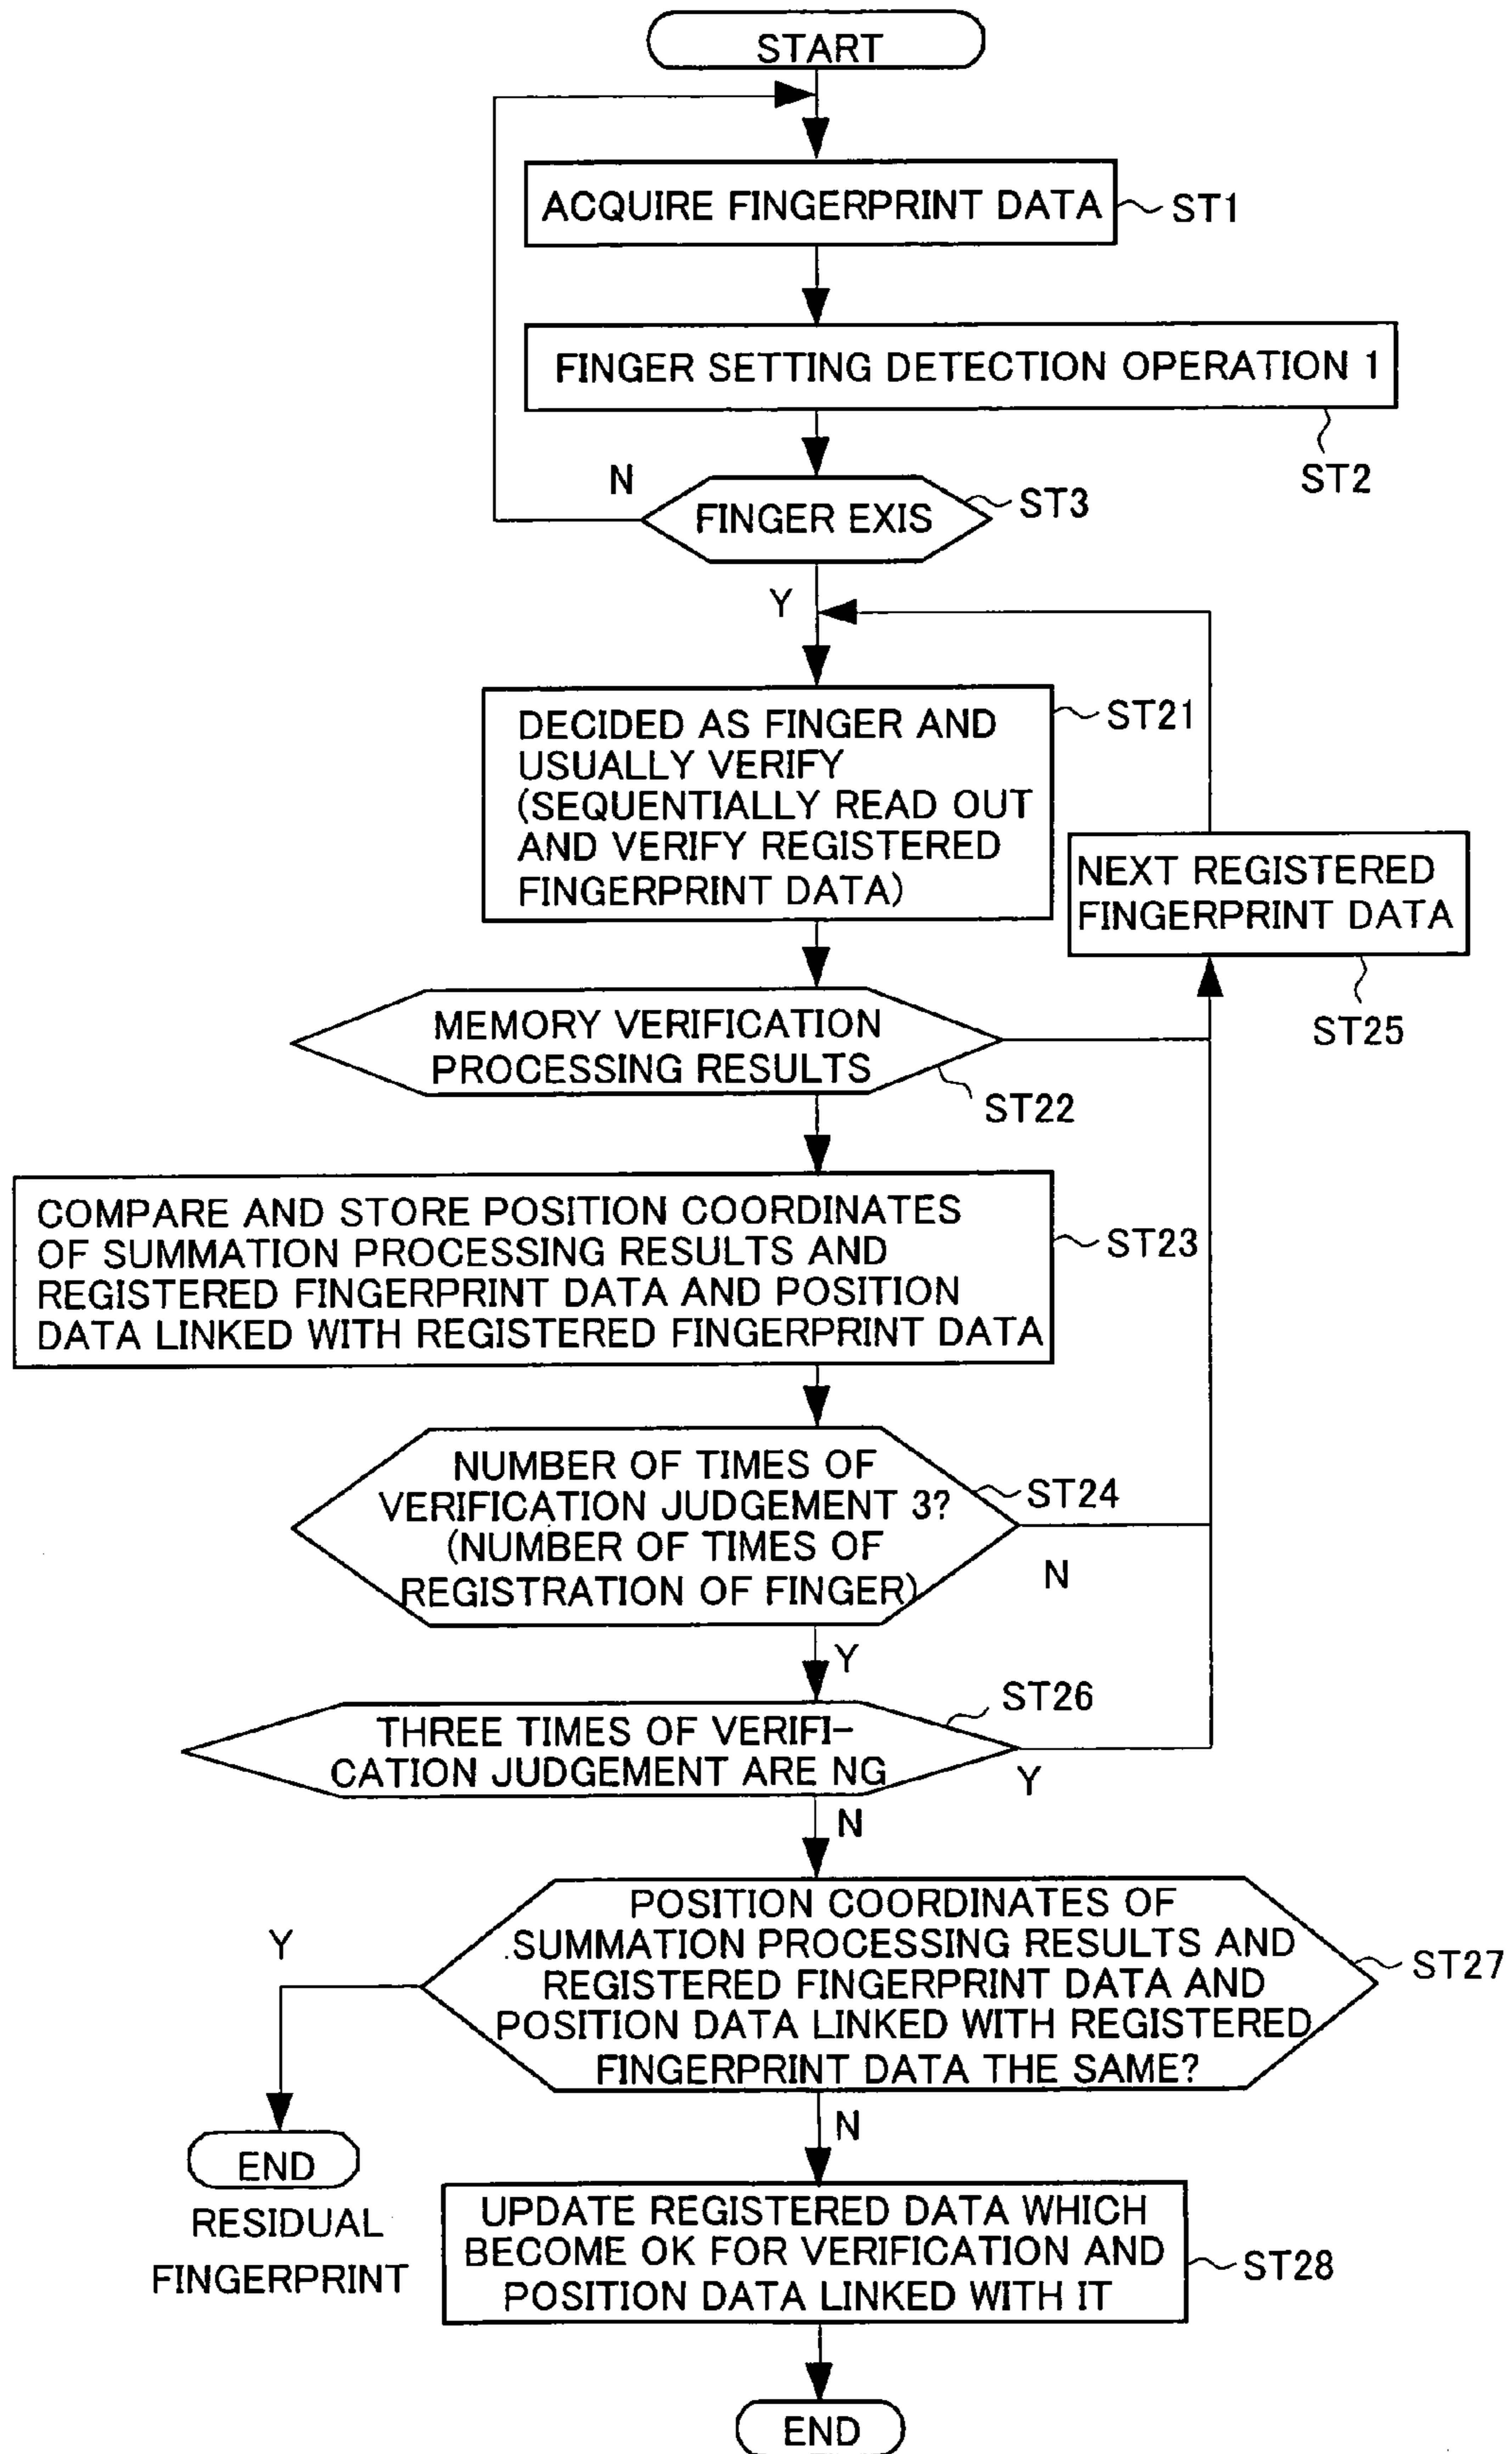 START
ACQUIRE FINGERPRINT DATA
ST1
FINGER SETTING DETECTION OPERATION 1
ST2
N
FINGER EXIS
ST3
Y
DECIDED AS FINGER AND
USUALLY VERIFY
(SEQUENTIALLY READ OUT
AND VERIFY REGISTERED
FINGERPRINT DATA)
ST21
NEXT REGISTERED
FINGERPRINT DATA
ST25
MEMORY VERIFICATION
PROCESSING RESULTS
ST22
COMPARE AND STORE POSITION COORDINATES
OF SUMMATION PROCESSING RESULTS AND
REGISTERED FINGERPRINT DATA AND POSITION
DATA LINKED WITH REGISTERED FINGERPRINT DATA
ST23
NUMBER OF TIMES OF
VERIFICATION JUDGEMENT 3?
(NUMBER OF TIMES OF
REGISTRATION OF FINGER)
ST24
N
Y
THREE TIMES OF VERIFI-
CATION JUDGEMENT ARE NG
ST26
Y
N
POSITION COORDINATES OF
SUMMATION PROCESSING RESULTS AND
REGISTERED FINGERPRINT DATA AND
POSITION DATA LINKED WITH REGISTERED
FINGERPRINT DATA THE SAME?
ST27
Y
END
RESIDUAL
FINGERPRINT
N
UPDATE REGISTERED DATA WHICH
BECOME OK FOR VERIFICATION AND
POSITION DATA LINKED WITH IT
ST28
END